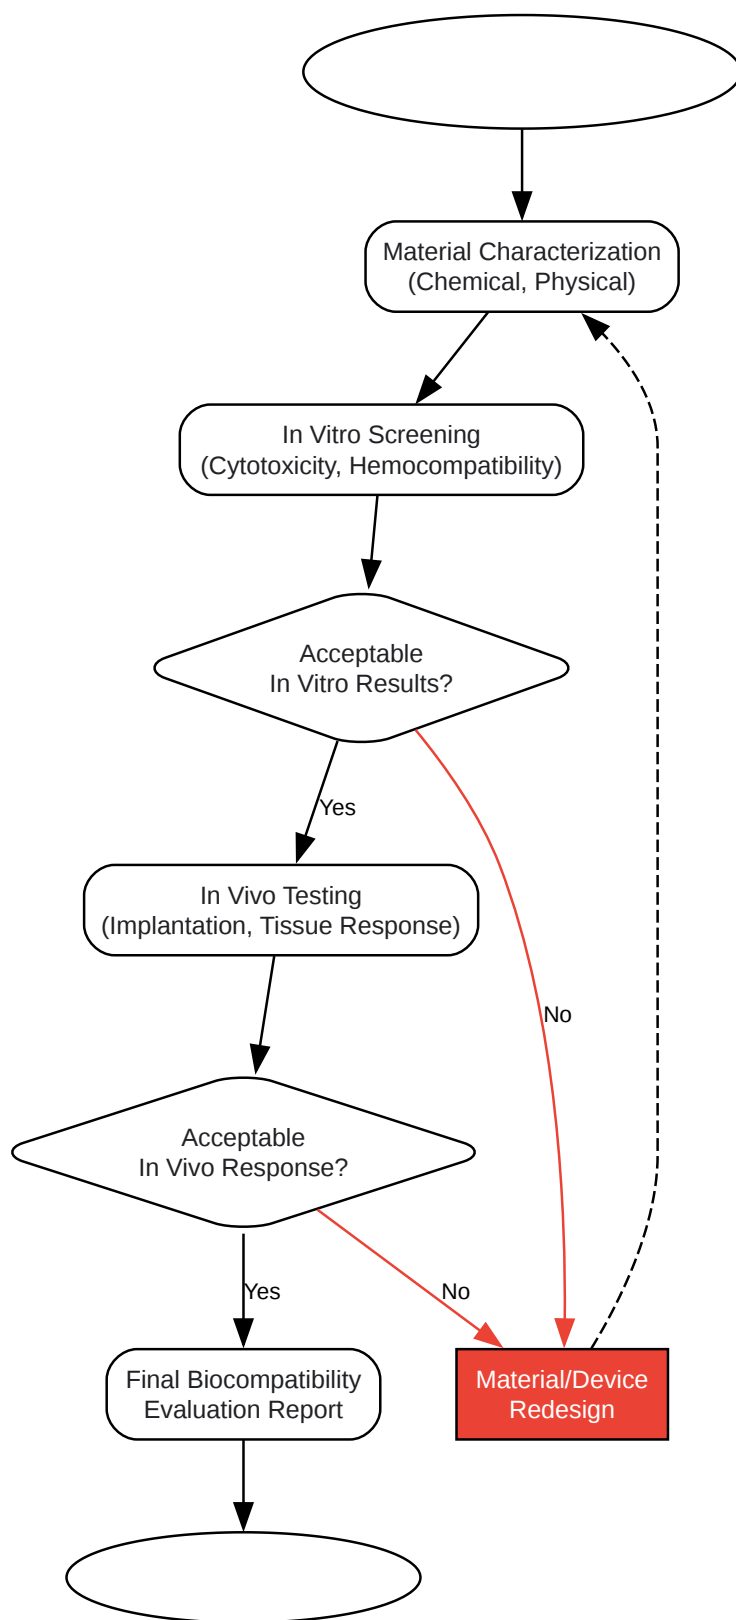 Material Characterization
(Chemical, Physical)
In Vitro Screening
(Cytotoxicity, Hemocompatibility)
Acceptable
In Vitro Results?
Yes
In Vivo Testing
(Implantation, Tissue Response)
No
Acceptable
In Vivo Response?
Yes
No
Final Biocompatibility
Evaluation Report
Material/Device
Redesign